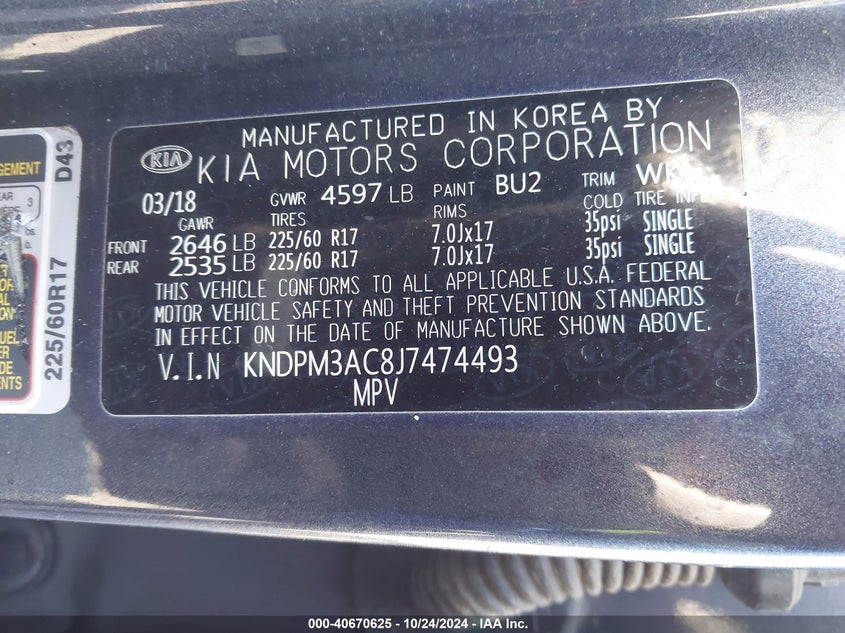 MANUFACTURED IN KOREA BY
KIA KIA MOTORS CORPORATION
03/18 GVWR 4597 LB PAINT BU2 TRIM
GAWR TIRES RIMS COLD TIRE
FRONT 2646 LB 225/60 R17 7.0Jx17 35psi SINGLE
REAR 2535 LB 225/60 R17 7.0Jx17 35psi SINGLE
THIS VEHICLE CONFORMS TO ALL APPLICABLE U.S.A. FEDERAL
MOTOR VEHICLE SAFETY AND THEFT PREVENTION STANDARDS
IN EFFECT ON THE DATE OF MANUFACTURE SHOWN ABOVE.
V.I.N KNDPM3AC8J7474493
MPV
D43
225/60R17
000-40670625 | 10/24/2024 | IAA Inc.